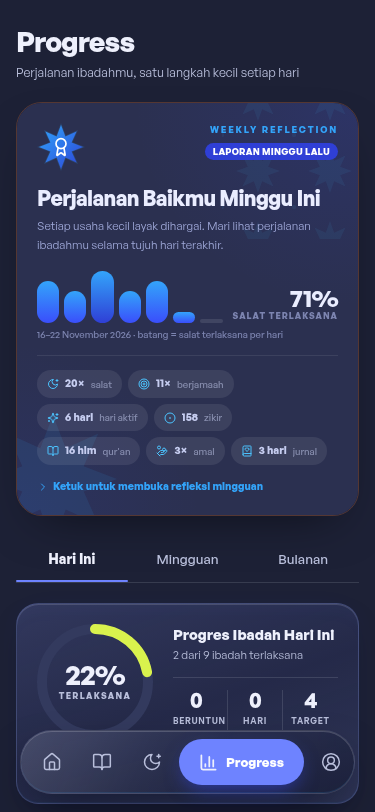 Progress
Perjalanan ibadahmu, satu langkah kecil setiap hari
WEEKLY REFLECTION
LAPORAN MINGGU LALU
Perjalanan Baikmu Minggu Ini
Setiap usaha kecil layak dihargai. Mari lihat perjalanan
ibadahmu selama tujuh hari terakhir.
71%
SALAT TERLAKSANA
16–22 November 2026 · batang = salat terlaksana per hari
20× salat
11× berjamaah
6 hari hari aktif
158 zikir
16 hlm qur'an
3× amal
3 hari jurnal
Ketuk untuk membuka refleksi mingguan
Hari Ini
Mingguan
Bulanan
22%
TERLAKSANA
Progres Ibadah Hari Ini
2 dari 9 ibadah terlaksana
0
BERUNTUN
0
HARI
4
TARGET
Progress